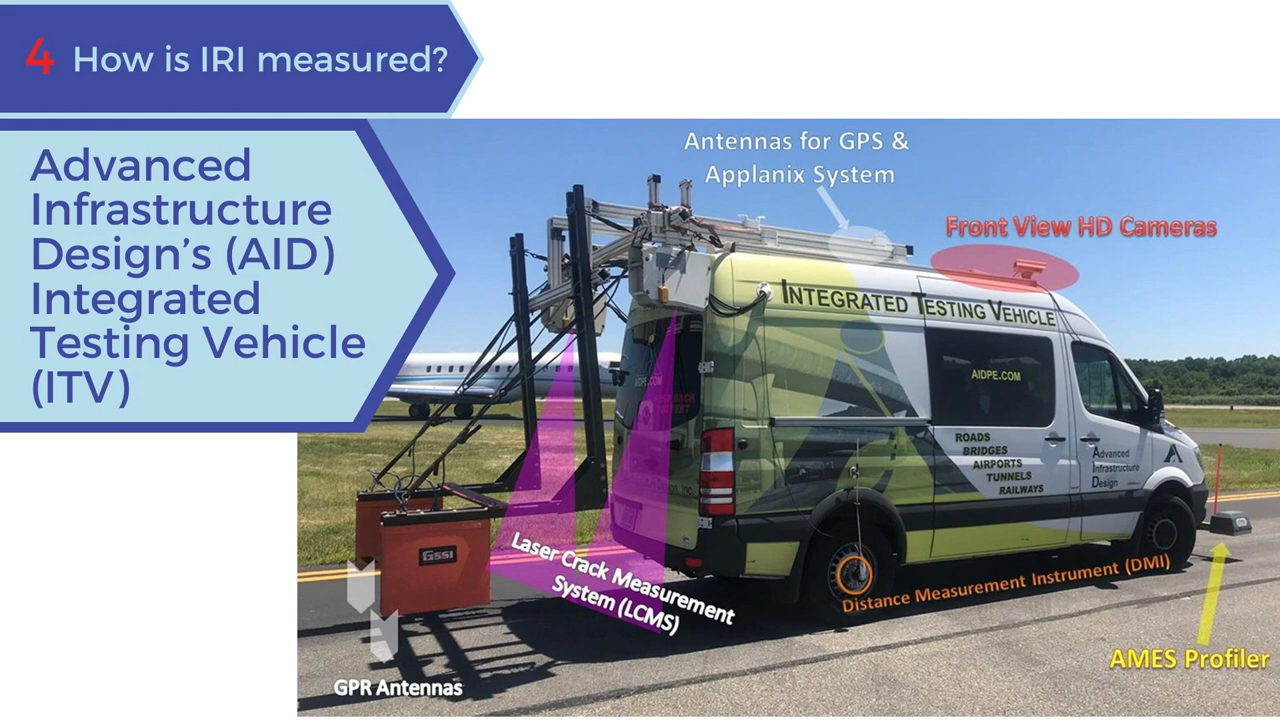 4 How is IRI measured?
Advanced
Infrastructure
Design’s (AID)
Integrated
Testing Vehicle
(ITV)
Antennas for GPS &
Applanix System
Front View HD Cameras
INTEGRATED TESTING VEHICLE
AIDPE.COM
ROADS
BRIDGES
AIRPORTS
TUNNELS
RAILWAYS
Advanced
Infrastructure
Design
GSSI
Laser Crack Measurement
System (LCMS)
Distance Measurement Instrument (DMI)
AMES Profiler
GPR Antennas